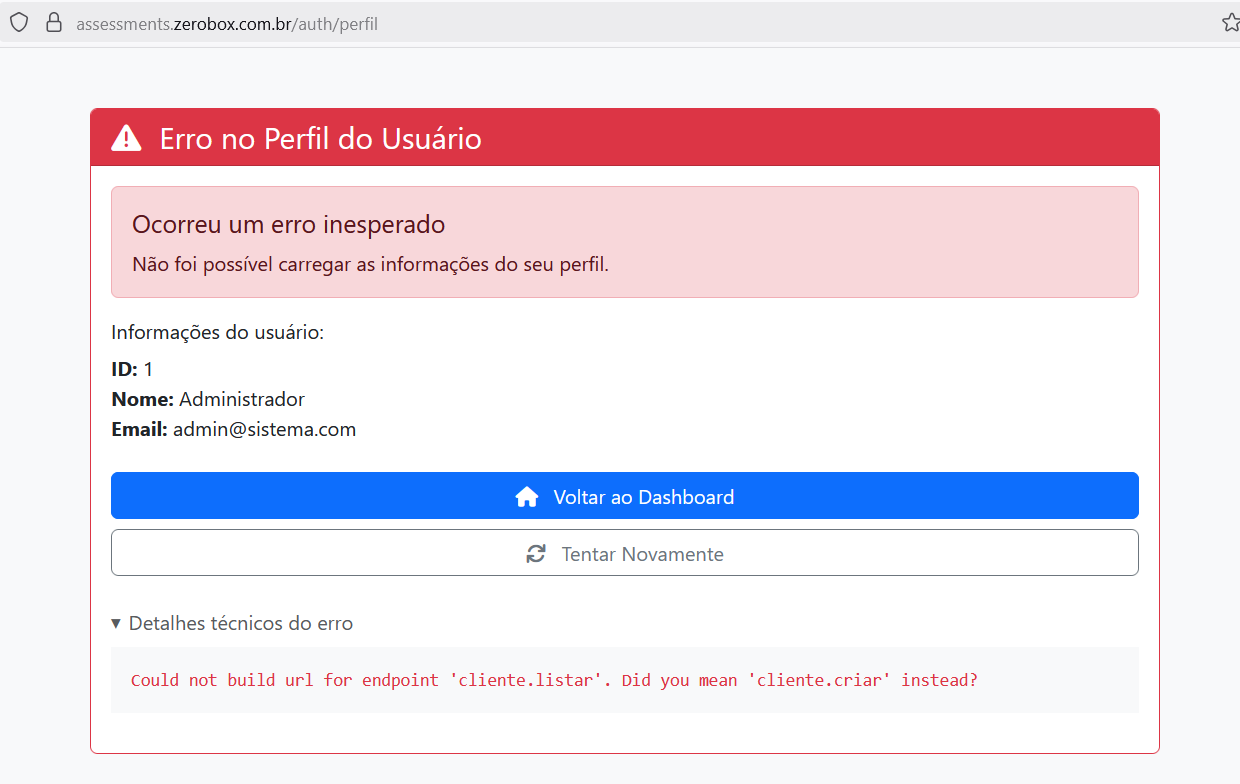 assessments.zerobox.com.br/auth/perfil
Erro no Perfil do Usuário
Ocorreu um erro inesperado
Não foi possível carregar as informações do seu perfil.
Informações do usuário:
ID: 1
Nome: Administrador
Email: admin@sistema.com
Voltar ao Dashboard
Tentar Novamente
▾ Detalhes técnicos do erro
Could not build url for endpoint 'cliente.listar'. Did you mean 'cliente.criar' instead?